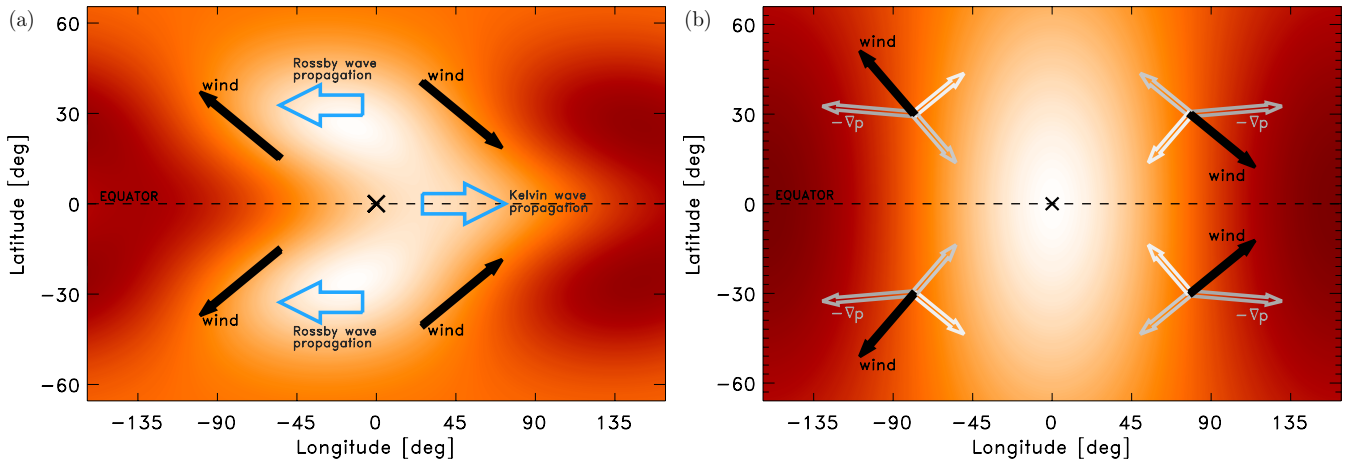 (a)
60
30
0
-30
-60
Latitude [deg]
wind
Rossby wave
propagation
wind
EQUATOR
Kelvin wave
propagation
wind
Rossby wave
propagation
wind
-135
-90
-45
0
45
90
135
Longitude [deg]
(b)
60
30
0
-30
-60
Latitude [deg]
wind
-∇p
-∇p
wind
EQUATOR
wind
-∇p
-∇p
wind
-135
-90
-45
0
45
90
135
Longitude [deg]